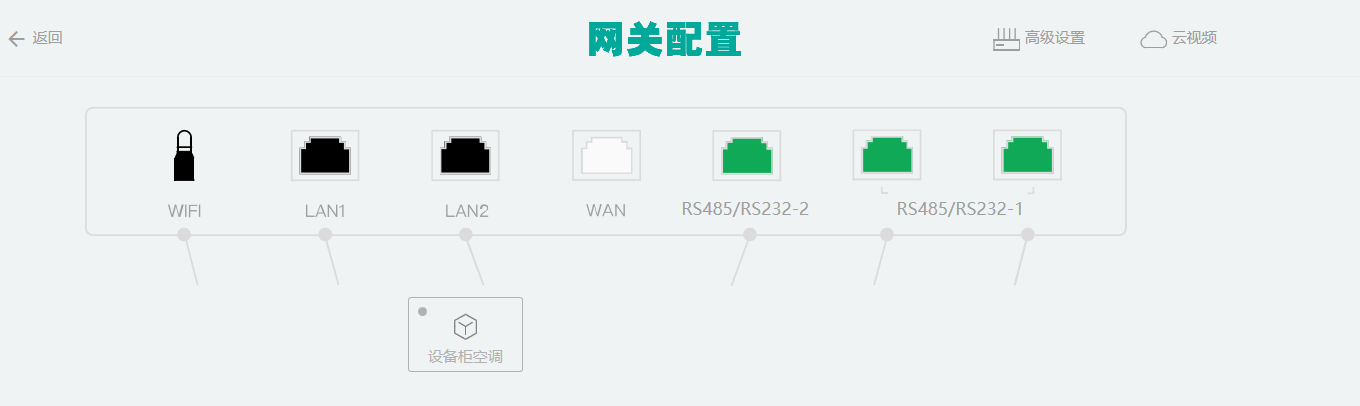 返回
网关配置
高级设置
云视频
WIFI
LAN1
LAN2
WAN
RS485/RS232-2
RS485/RS232-1
设备柜空调